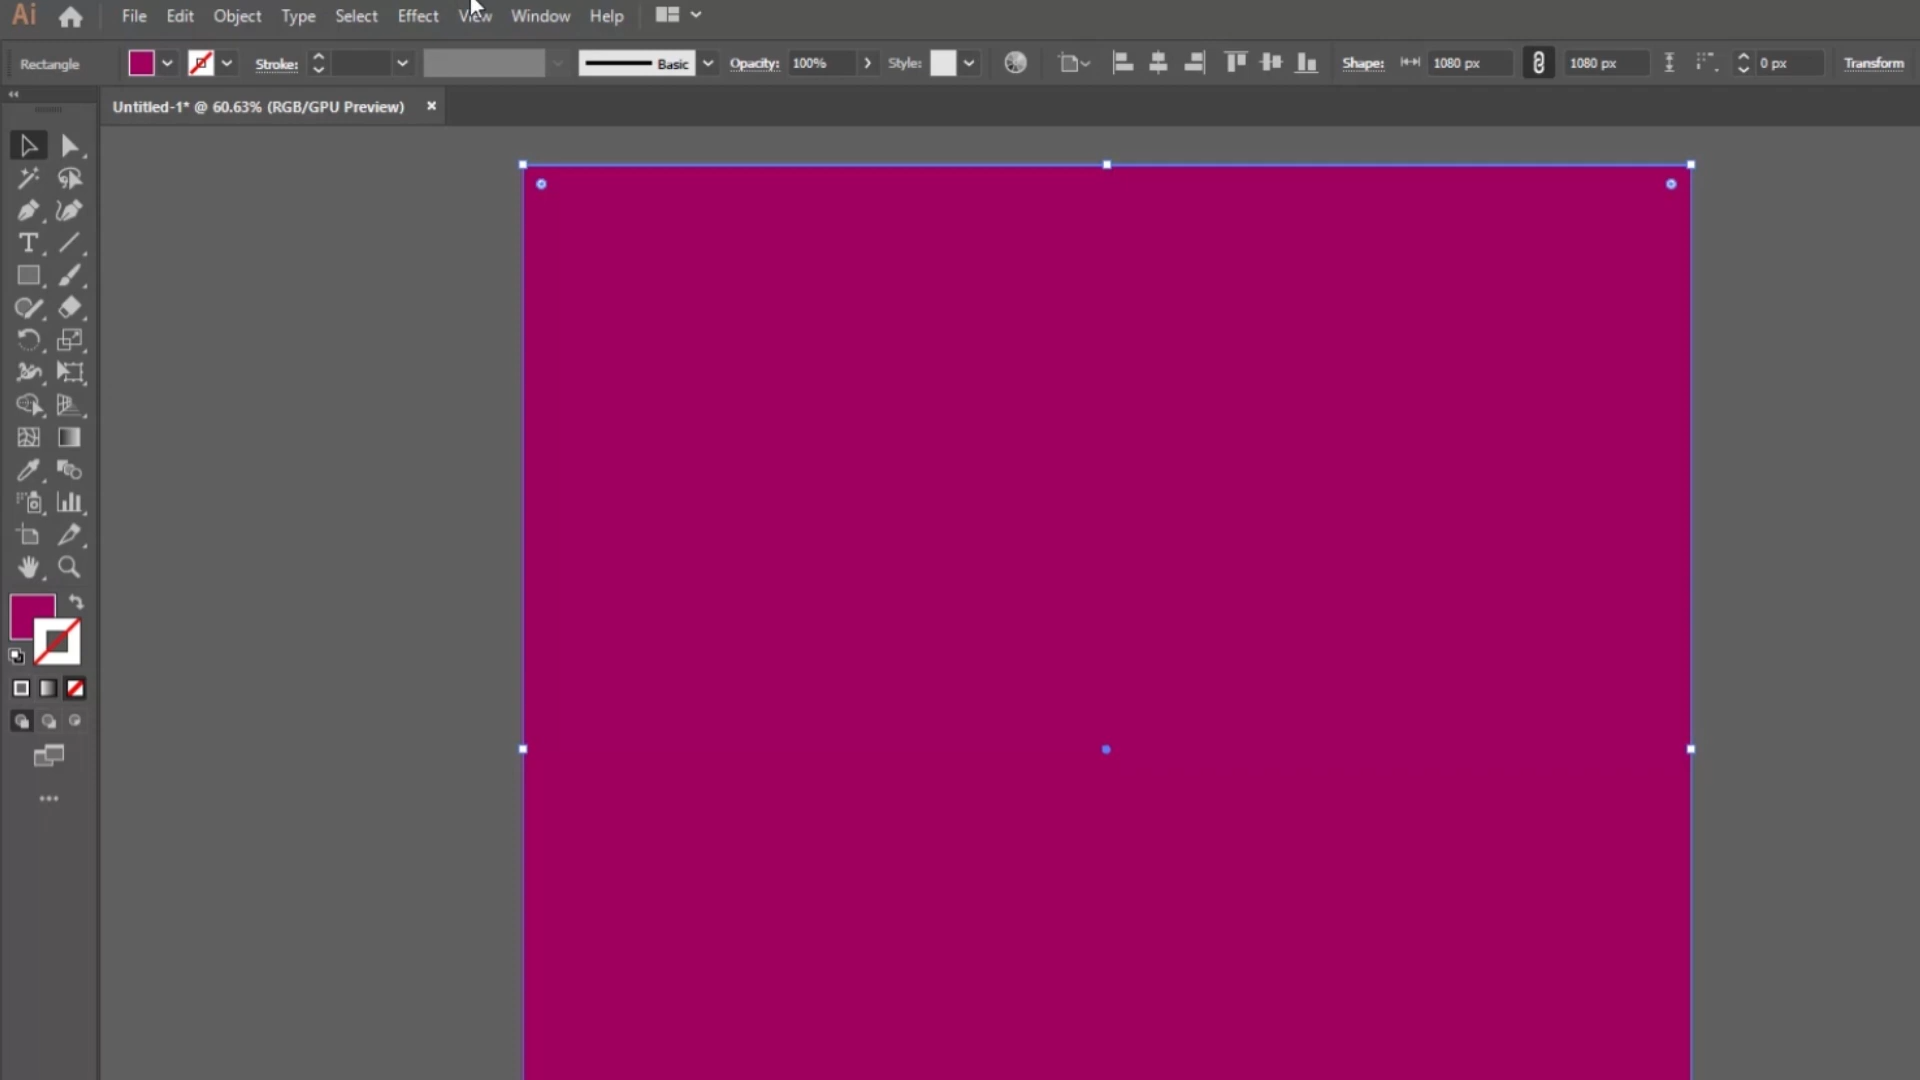 Ai File Edit Object Type Select Effect View Window Help
Rectangle Stroke: Basic Opacity: 100% Style: Shape: 1080 px 1080 px 0 px Transform
Untitled-1* @ 60.63% (RGB/GPU Preview) ×